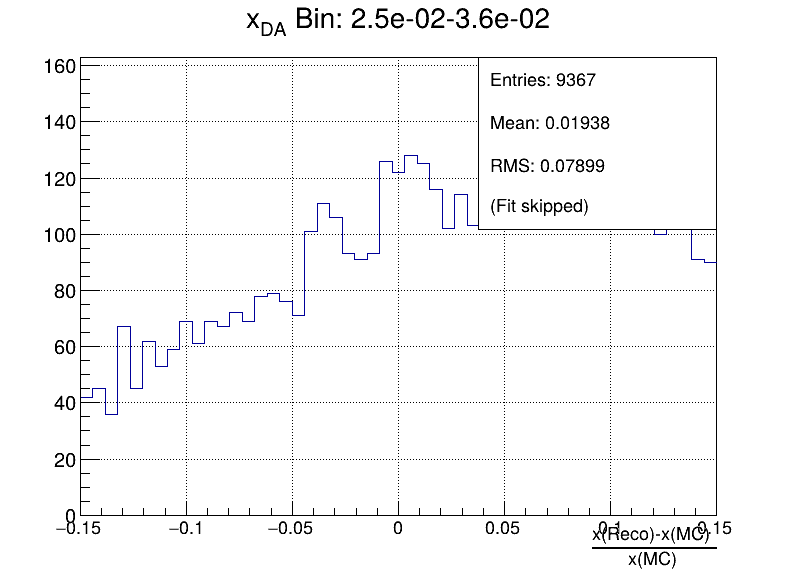 x_DA Bin: 2.5e-02-3.6e-02
160
140
120
100
80
60
40
20
0
Entries: 9367
Mean: 0.01938
RMS: 0.07899
(Fit skipped)
−0.15 −0.1 −0.05 0 0.05 0.1 0.15
x(Reco)-x(MC)
x(MC)